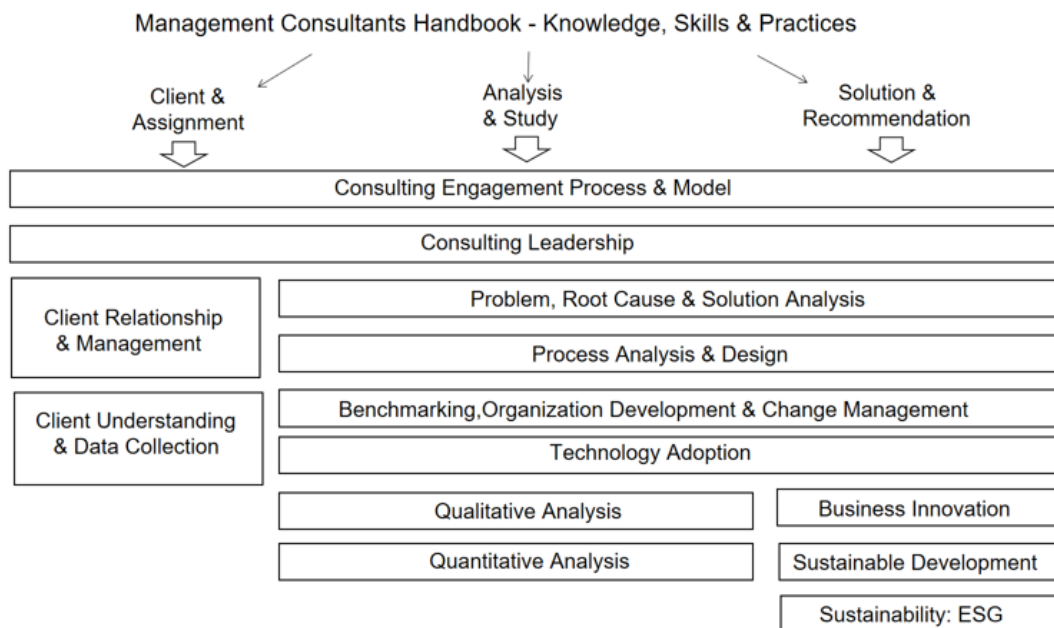 Management Consultants Handbook - Knowledge, Skills & Practices
Client &
Assignment
Analysis
& Study
Solution &
Recommendation
Consulting Engagement Process & Model
Consulting Leadership
Client Relationship
& Management
Problem, Root Cause & Solution Analysis
Process Analysis & Design
Client Understanding
& Data Collection
Benchmarking,Organization Development & Change Management
Technology Adoption
Qualitative Analysis
Business Innovation
Quantitative Analysis
Sustainable Development
Sustainability: ESG